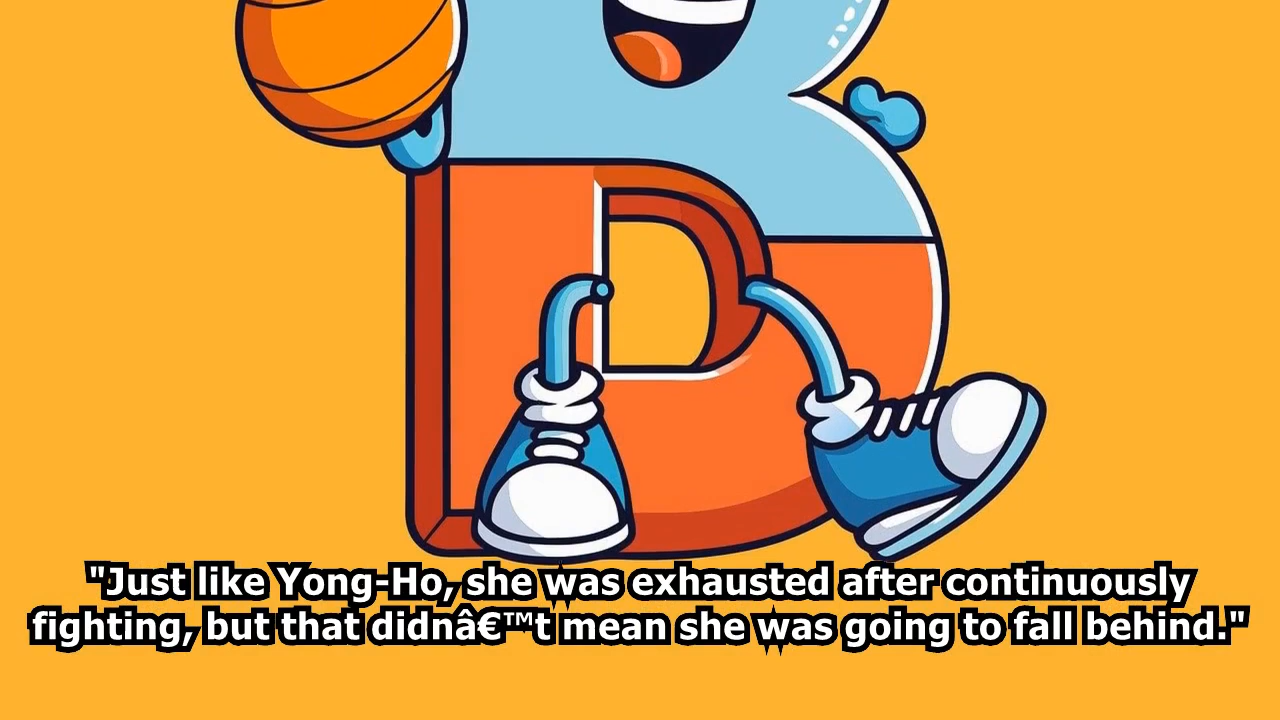 "Just like Yong-Ho, she was exhausted after continuously
fighting, but that didnâ€™t mean she was going to fall behind."